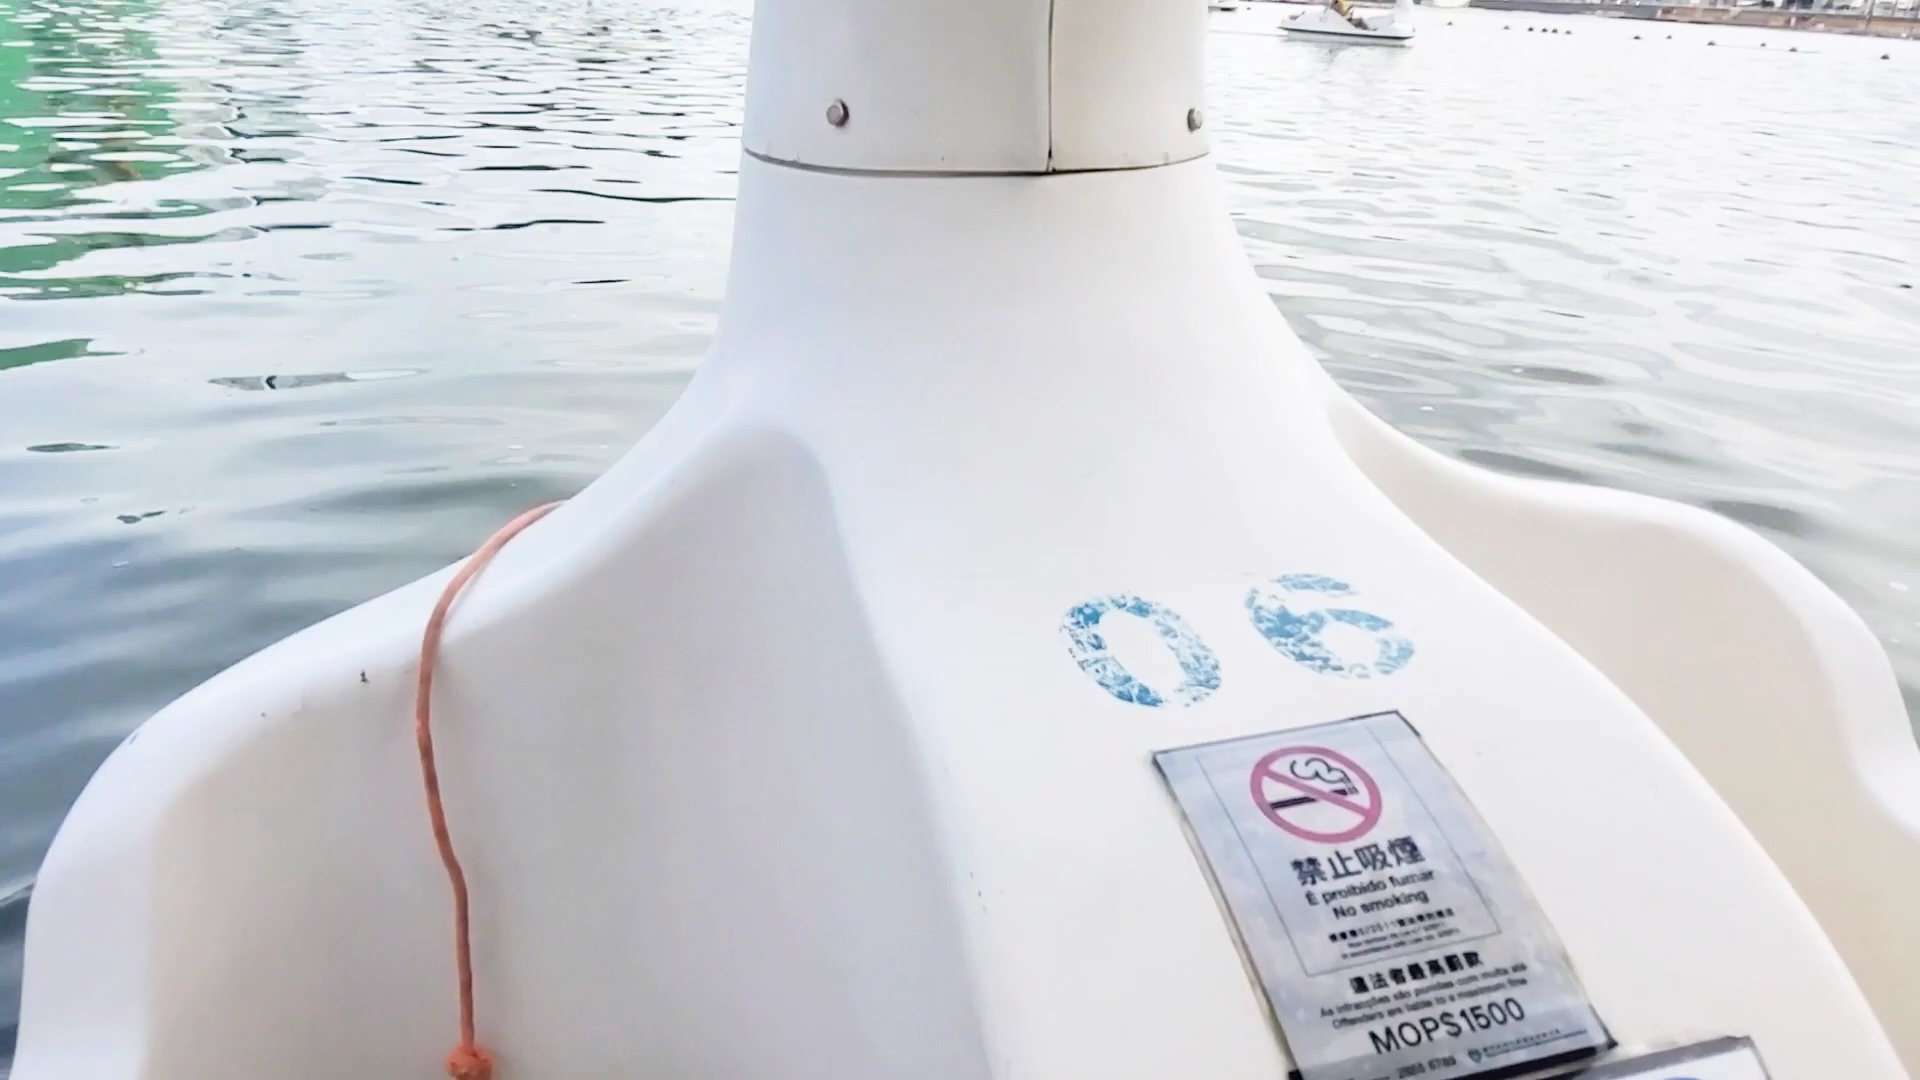 06
禁止吸煙
É proibido fumar
No smoking
違法者最高罰款
As infracções são punidas com multa até
Offenders are liable to a maximum fine
MOP$1500